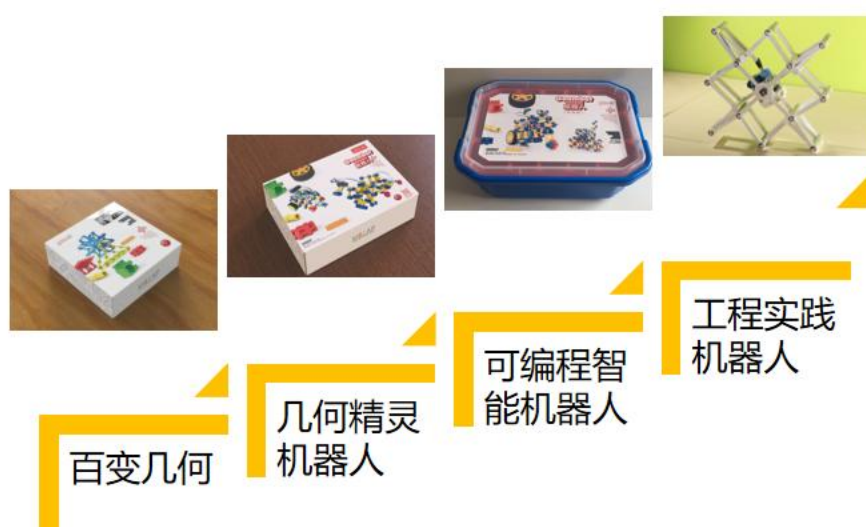 百变几何
几何精灵
机器人
可编程智
能机器人
工程实践
机器人